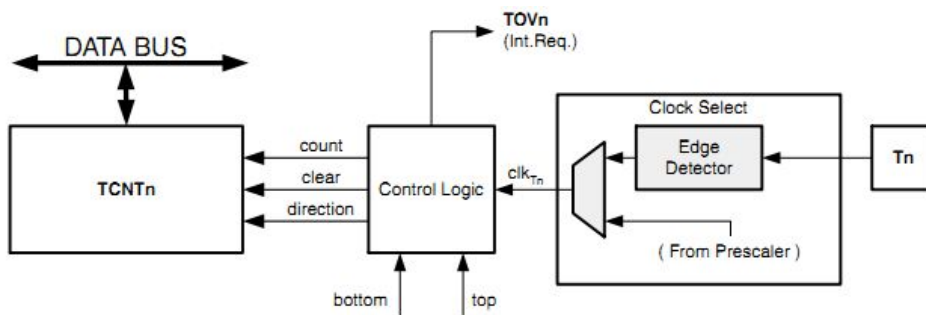 TOVn
(Int.Req.)
DATA BUS
Clock Select
count
Edge
Detector
Tn
TCNTn
clear
Control Logic
clkTn
direction
( From Prescaler )
bottom
top